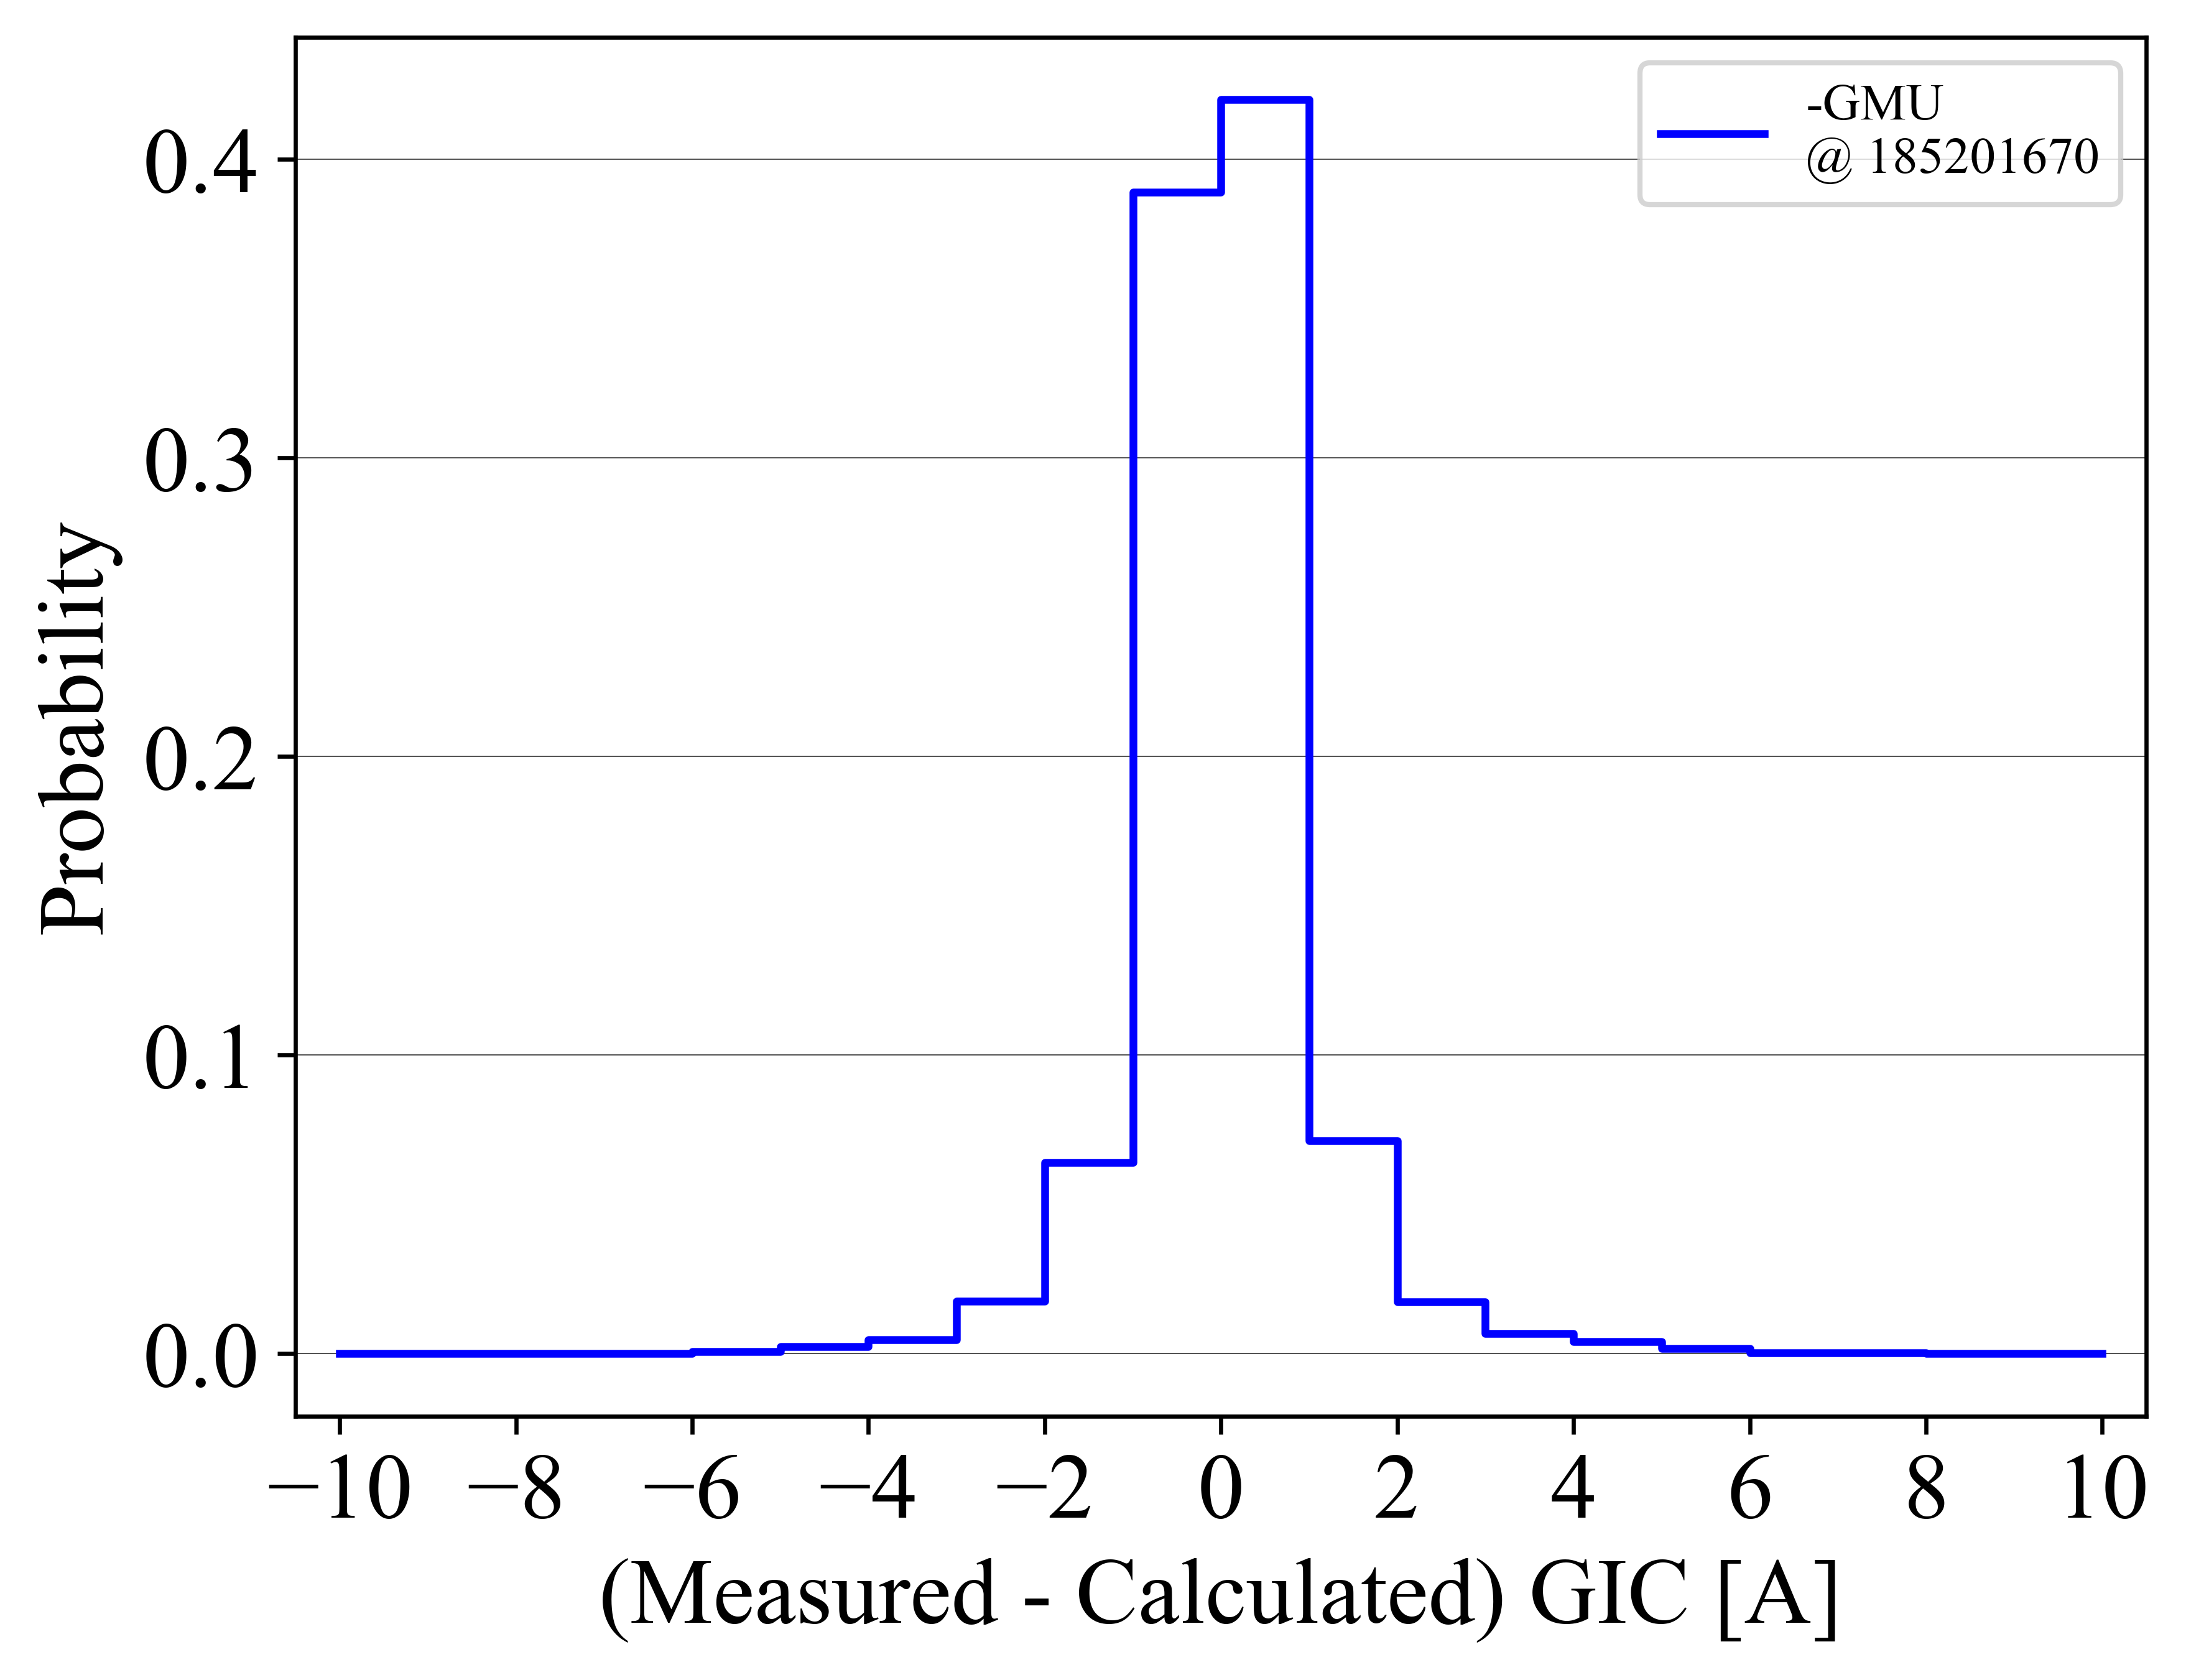 -GMU
@ 185201670
0.4
0.3
0.2
0.1
0.0
Probability
−10 −8 −6 −4 −2 0 2 4 6 8 10
(Measured - Calculated) GIC [A]